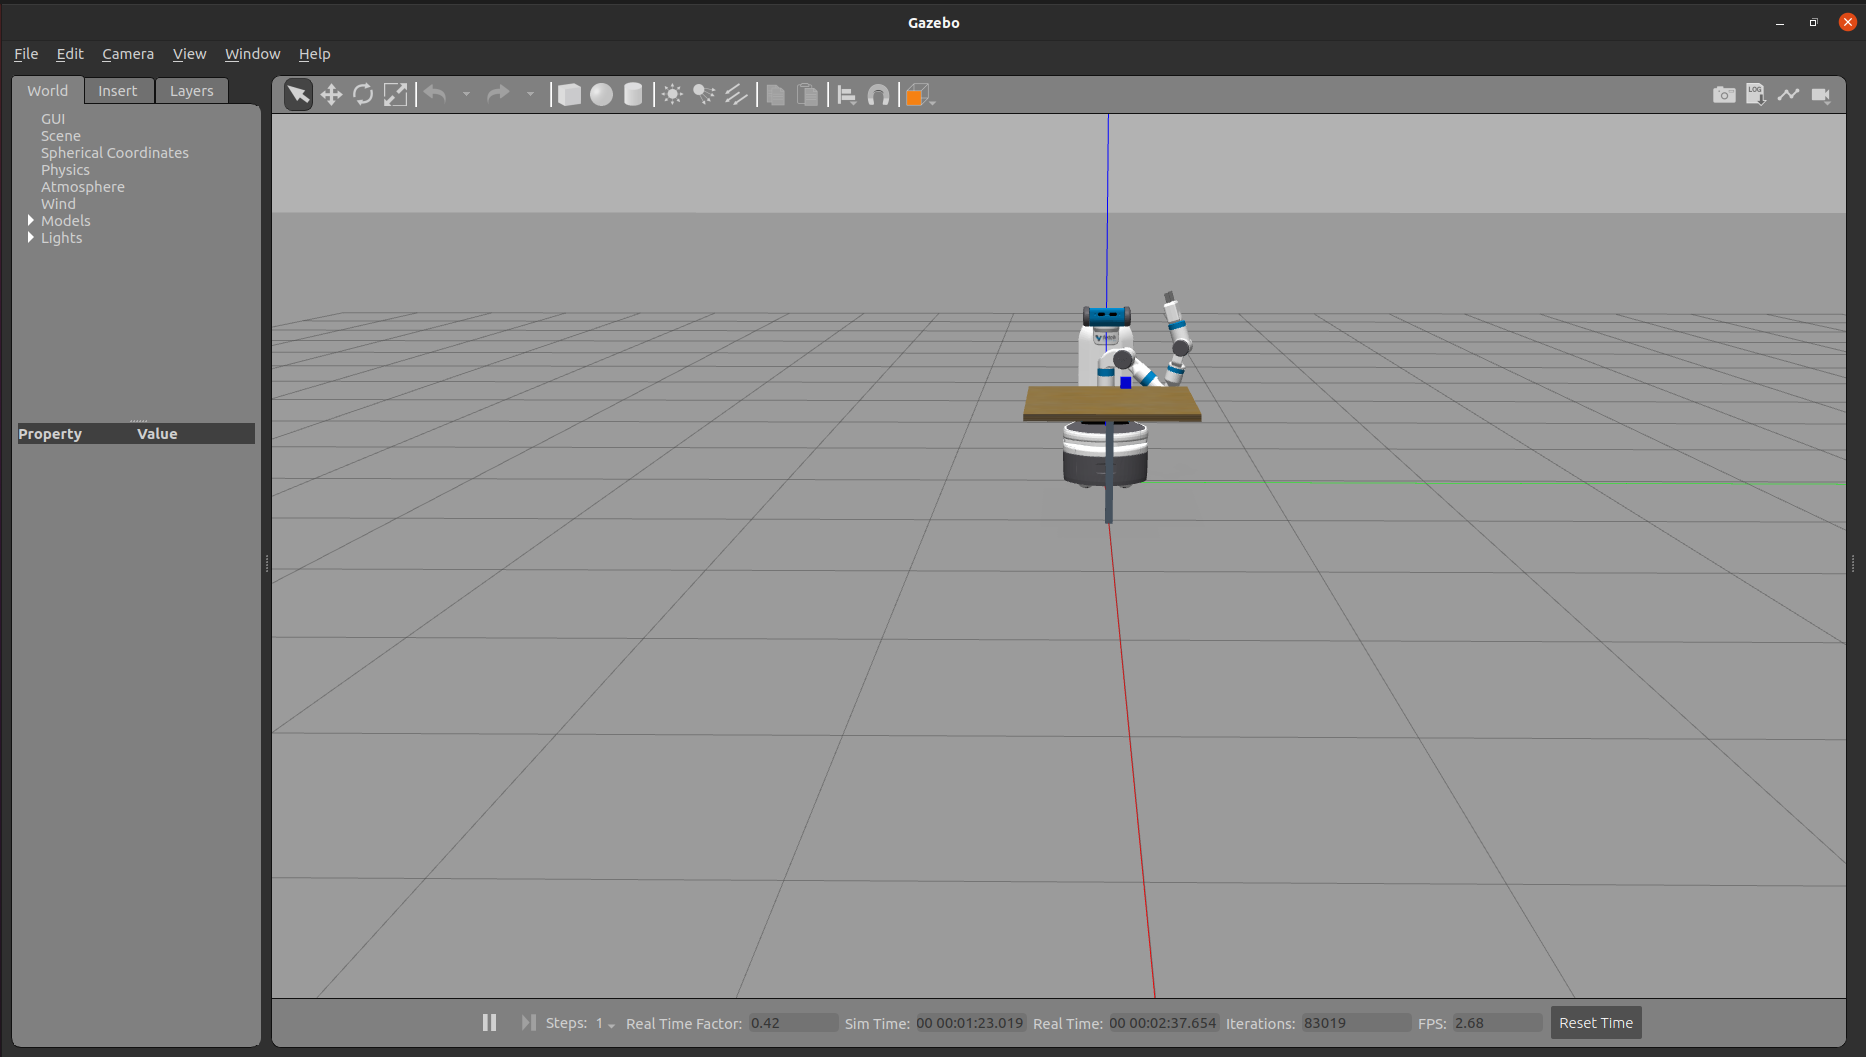 Gazebo
File Edit Camera View Window Help
World Insert Layers
GUI
Scene
Spherical Coordinates
Physics
Atmosphere
Wind
Models
Lights
Property Value
LOG
Steps: 1 Real Time Factor: 0.42 Sim Time: 00 00:01:23.019 Real Time: 00 00:02:37.654 Iterations: 83019 FPS: 2.68 Reset Time